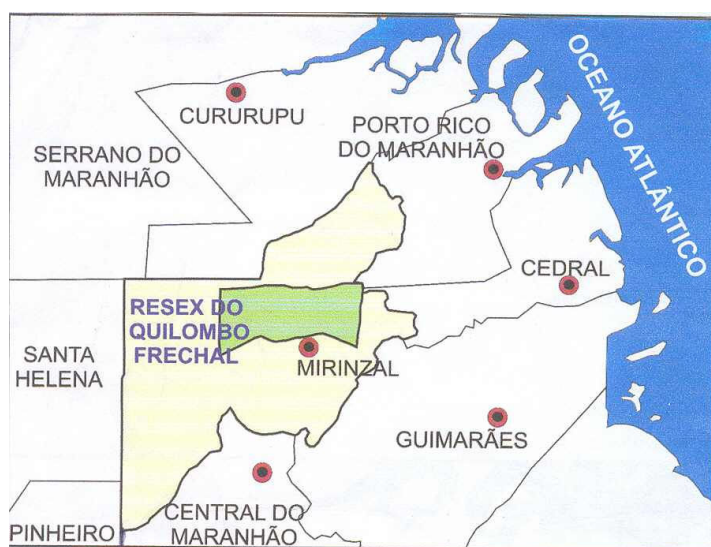 OCEANO ATLÂNTICO
CURURUPU
PORTO RICO
DO MARANHÃO
SERRANO DO
MARANHÃO
CEDRAL
RESEX DO
QUILOMBO
FRECHAL
SANTA
HELENA
MIRINZAL
GUIMARÃES
CENTRAL DO
MARANHÃO
PINHEIRO